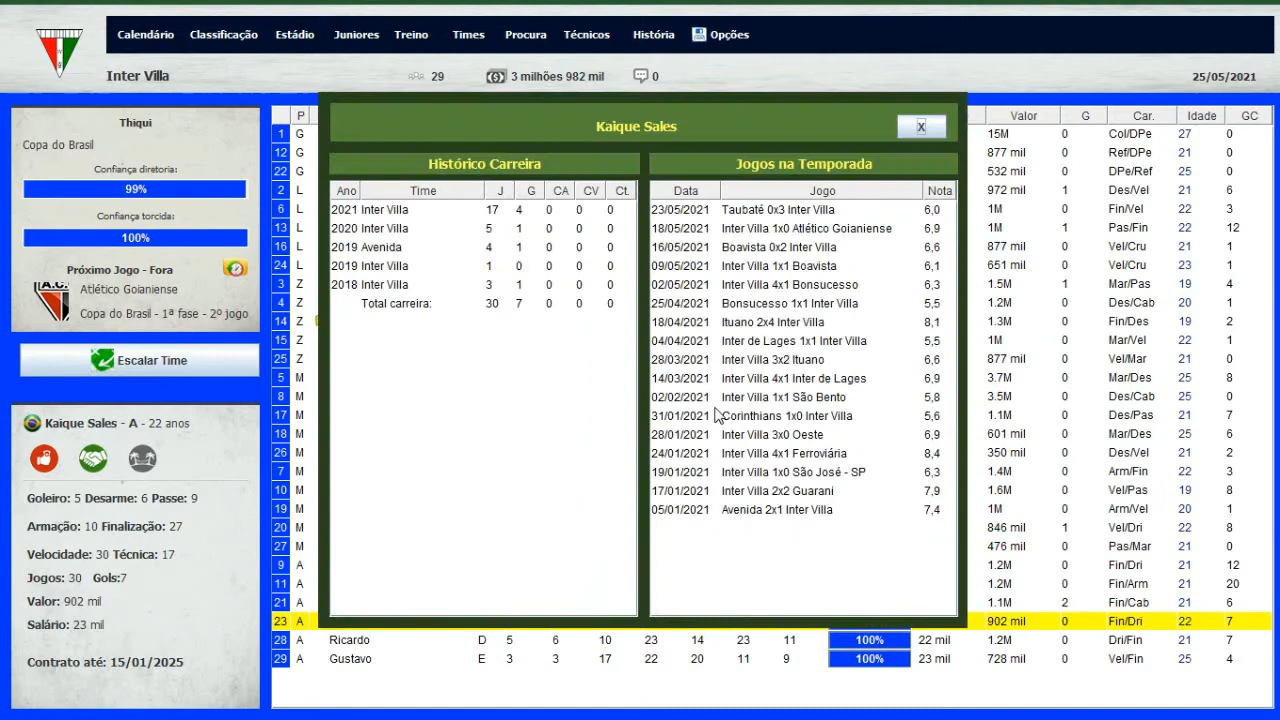 Calendário Classificação Estádio Juniores Treino Times Procura Técnicos História Opções
Inter Villa 29 3 milhões 982 mil 0 25/05/2021
Thiqui
Copa do Brasil
Confiança diretoria:
99%
Confiança torcida:
100%
Próximo Jogo - Fora
A.C.
Atlético Goianiense
Copa do Brasil - 1ª fase - 2º jogo
Escalar Time
Kaique Sales - A - 22 anos
Goleiro: 5 Desarme: 6 Passe: 9
Armação: 10 Finalização: 27
Velocidade: 30 Técnica: 17
Jogos: 30 Gols:7
Valor: 902 mil
Salário: 23 mil
Contrato até: 15/01/2025
Kaique Sales X
Histórico Carreira
Ano Time J G CA CV Ct.
2021 Inter Villa 17 4 0 0 0
2020 Inter Villa 5 1 0 0 0
2019 Avenida 4 1 0 0 0
2019 Inter Villa 1 0 0 0 0
2018 Inter Villa 3 1 0 0 0
Total carreira: 30 7 0 0 0
Jogos na Temporada
Data Jogo Nota
23/05/2021 Taubaté 0x3 Inter Villa 6,0
18/05/2021 Inter Villa 1x0 Atlético Goianiense 6,9
16/05/2021 Boavista 0x2 Inter Villa 6,6
09/05/2021 Inter Villa 1x1 Boavista 6,1
02/05/2021 Inter Villa 4x1 Bonsucesso 6,3
25/04/2021 Bonsucesso 1x1 Inter Villa 5,5
18/04/2021 Ituano 2x4 Inter Villa 8,1
04/04/2021 Inter de Lages 1x1 Inter Villa 5,5
28/03/2021 Inter Villa 3x2 Ituano 6,6
14/03/2021 Inter Villa 4x1 Inter de Lages 6,9
02/02/2021 Inter Villa 1x1 São Bento 5,8
31/01/2021 Corinthians 1x0 Inter Villa 5,6
28/01/2021 Inter Villa 3x0 Oeste 6,9
24/01/2021 Inter Villa 4x1 Ferroviária 8,4
19/01/2021 Inter Villa 1x0 São José - SP 6,3
17/01/2021 Inter Villa 2x2 Guarani 7,9
05/01/2021 Avenida 2x1 Inter Villa 7,4
P Valor G Car. Idade GC
1 G 15M 0 Col/DPe 27 0
12 G 877 mil 0 Ref/DPe 21 0
22 G 532 mil 0 DPe/Ref 25 0
2 L 972 mil 1 Des/Vel 21 6
6 L 1M 0 Fin/Vel 22 3
13 L 1M 1 Pas/Fin 22 12
16 L 877 mil 0 Vel/Cru 21 1
24 L 651 mil 0 Vel/Cru 23 1
3 Z 1.5M 1 Mar/Pas 19 4
4 Z 1.2M 0 Des/Cab 20 1
14 Z 1.3M 0 Fin/Des 19 2
15 Z 1M 0 Mar/Vel 22 1
25 Z 877 mil 0 Vel/Mar 21 0
5 M 3.7M 0 Mar/Des 25 8
8 M 3.5M 0 Des/Cab 25 0
17 M 1.1M 0 Des/Pas 21 7
18 M 601 mil 0 Mar/Des 25 6
26 M 350 mil 0 Des/Vel 21 2
7 M 1.4M 0 Arm/Fin 22 3
10 M 1.6M 0 Vel/Pas 19 8
19 M 1M 0 Arm/Vel 20 1
20 M 846 mil 1 Vel/Dri 22 8
27 M 476 mil 0 Pas/Mar 21 0
9 A 1.2M 0 Fin/Dri 21 12
11 A 1.2M 0 Fin/Arm 21 20
21 A 1.1M 2 Fin/Cab 21 6
23 A 902 mil 0 Fin/Dri 22 7
28 A Ricardo D 5 6 10 23 14 23 11 100% 22 mil 1.2M 0 Dri/Fin 21 7
29 A Gustavo E 3 3 17 22 20 11 9 100% 23 mil 728 mil 0 Vel/Fin 25 4